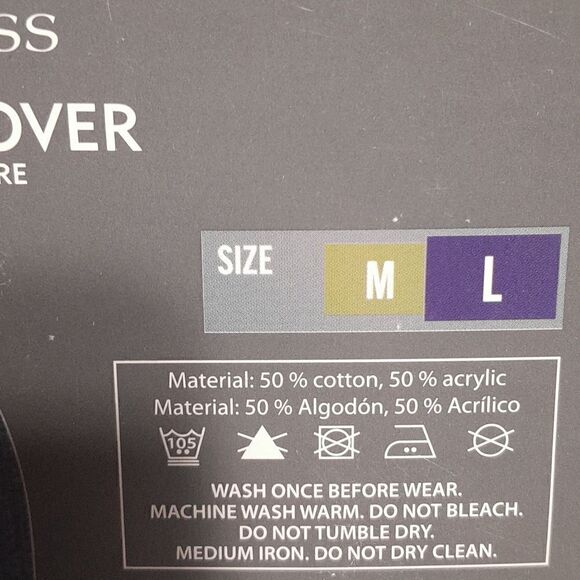 SS
OVER
RE
SIZE M L
Material: 50 % cotton, 50 % acrylic
Material: 50 % Algodón, 50 % Acrílico
105
WASH ONCE BEFORE WEAR.
MACHINE WASH WARM. DO NOT BLEACH.
DO NOT TUMBLE DRY.
MEDIUM IRON. DO NOT DRY CLEAN.